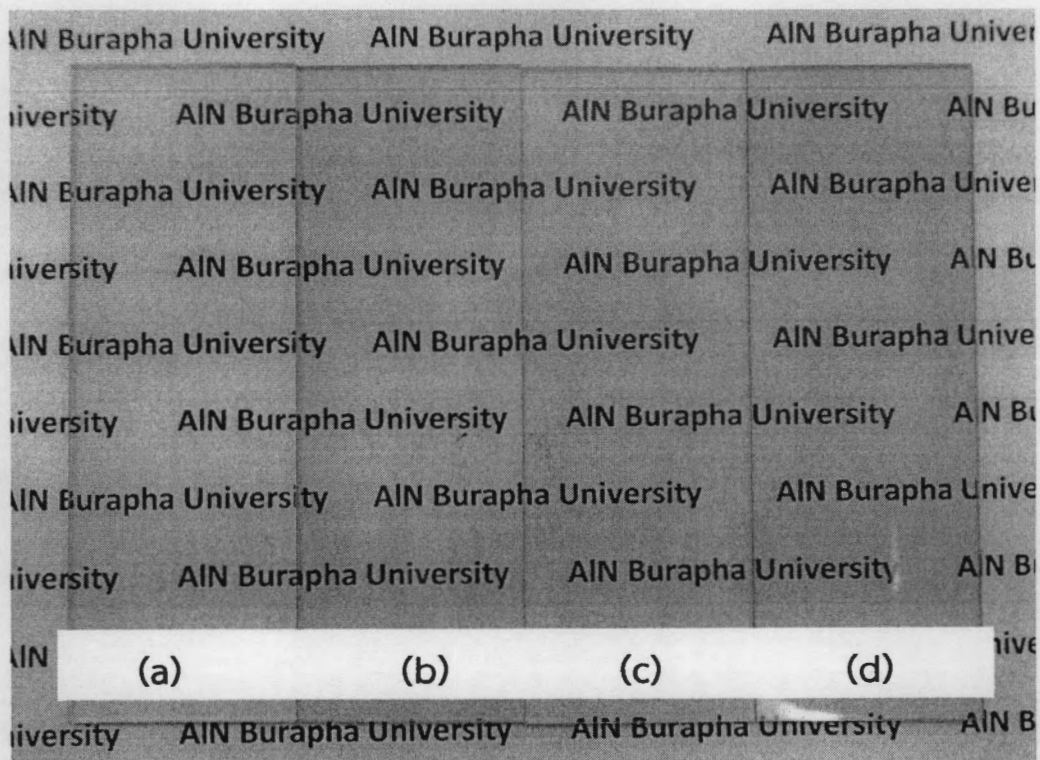 AlN Burapha University AlN Burapha University AlN Burapha Univer
iversity AlN Burapha University AlN Burapha University AlN Bu
AlN Burapha University AlN Burapha University AlN Burapha Univer
iversity AlN Burapha University AlN Burapha University AlN Bu
AlN Burapha University AlN Burapha University AlN Burapha Unive
iversity AlN Burapha University AlN Burapha University AlN Bu
AlN Burapha University AlN Burapha University AlN Burapha Unive
iversity AlN Burapha University AlN Burapha University AlN B
AlN (a) (b) (c) (d) nive
iversity AlN Burapha University AlN Burapha University AlN B